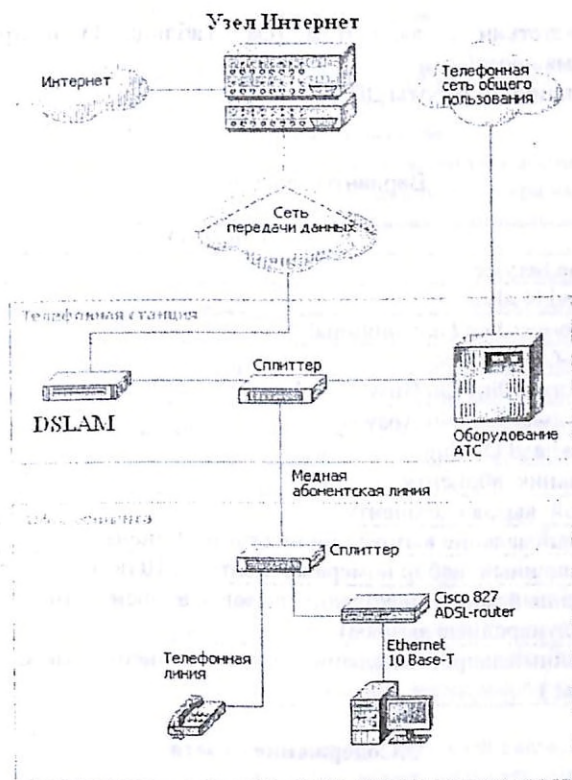 Узел Интернет
Интернет
Телефонная
сеть общего
пользования
Сеть
передачи данных
Телефонная станция
Сплиттер
DSLAM
Оборудование
АТС
Медная
абонентская линия
Сплиттер
Cisco 827
ADSL-router
Ethernet
10 Base-T
Телефонная
линия